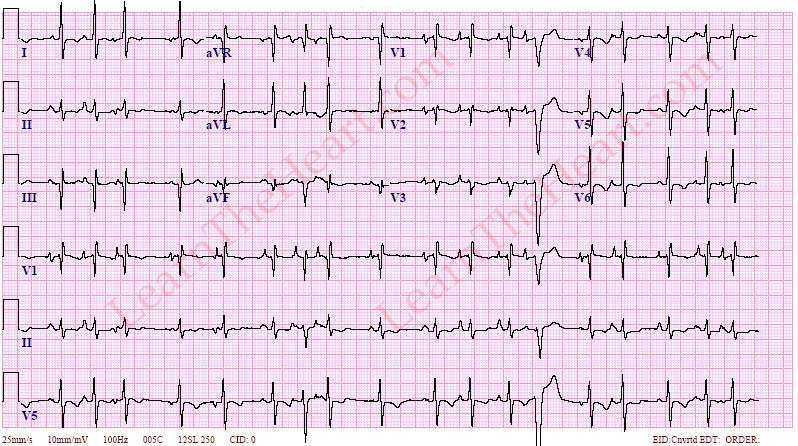 I aVR V1 V4
II aVL V2 V5
III aVF V3 V6
V1
II
V5
LearnTheHeart.com LearnTheHeart.com
25mm/s 10mm/mV 100Hz 005C 12SL 250 CID: 0 EID:Cnvrtd EDT: ORDER: